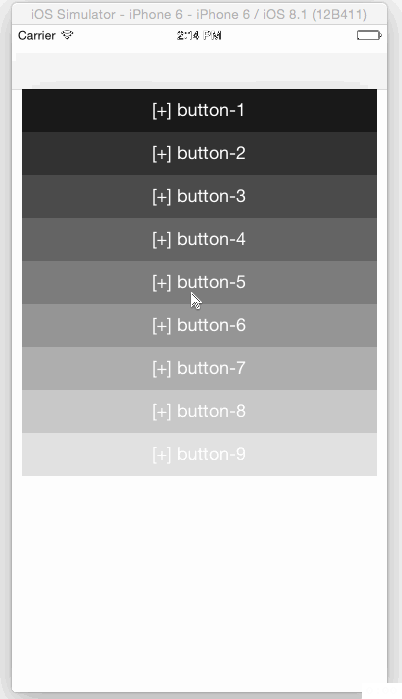 iOS Simulator - iPhone 6 - iPhone 6 / iOS 8.1 (12B411)
Carrier 2:14 PM
[+] button-1
[+] button-2
[+] button-3
[+] button-4
[+] button-5
[+] button-6
[+] button-7
[+] button-8
[+] button-9